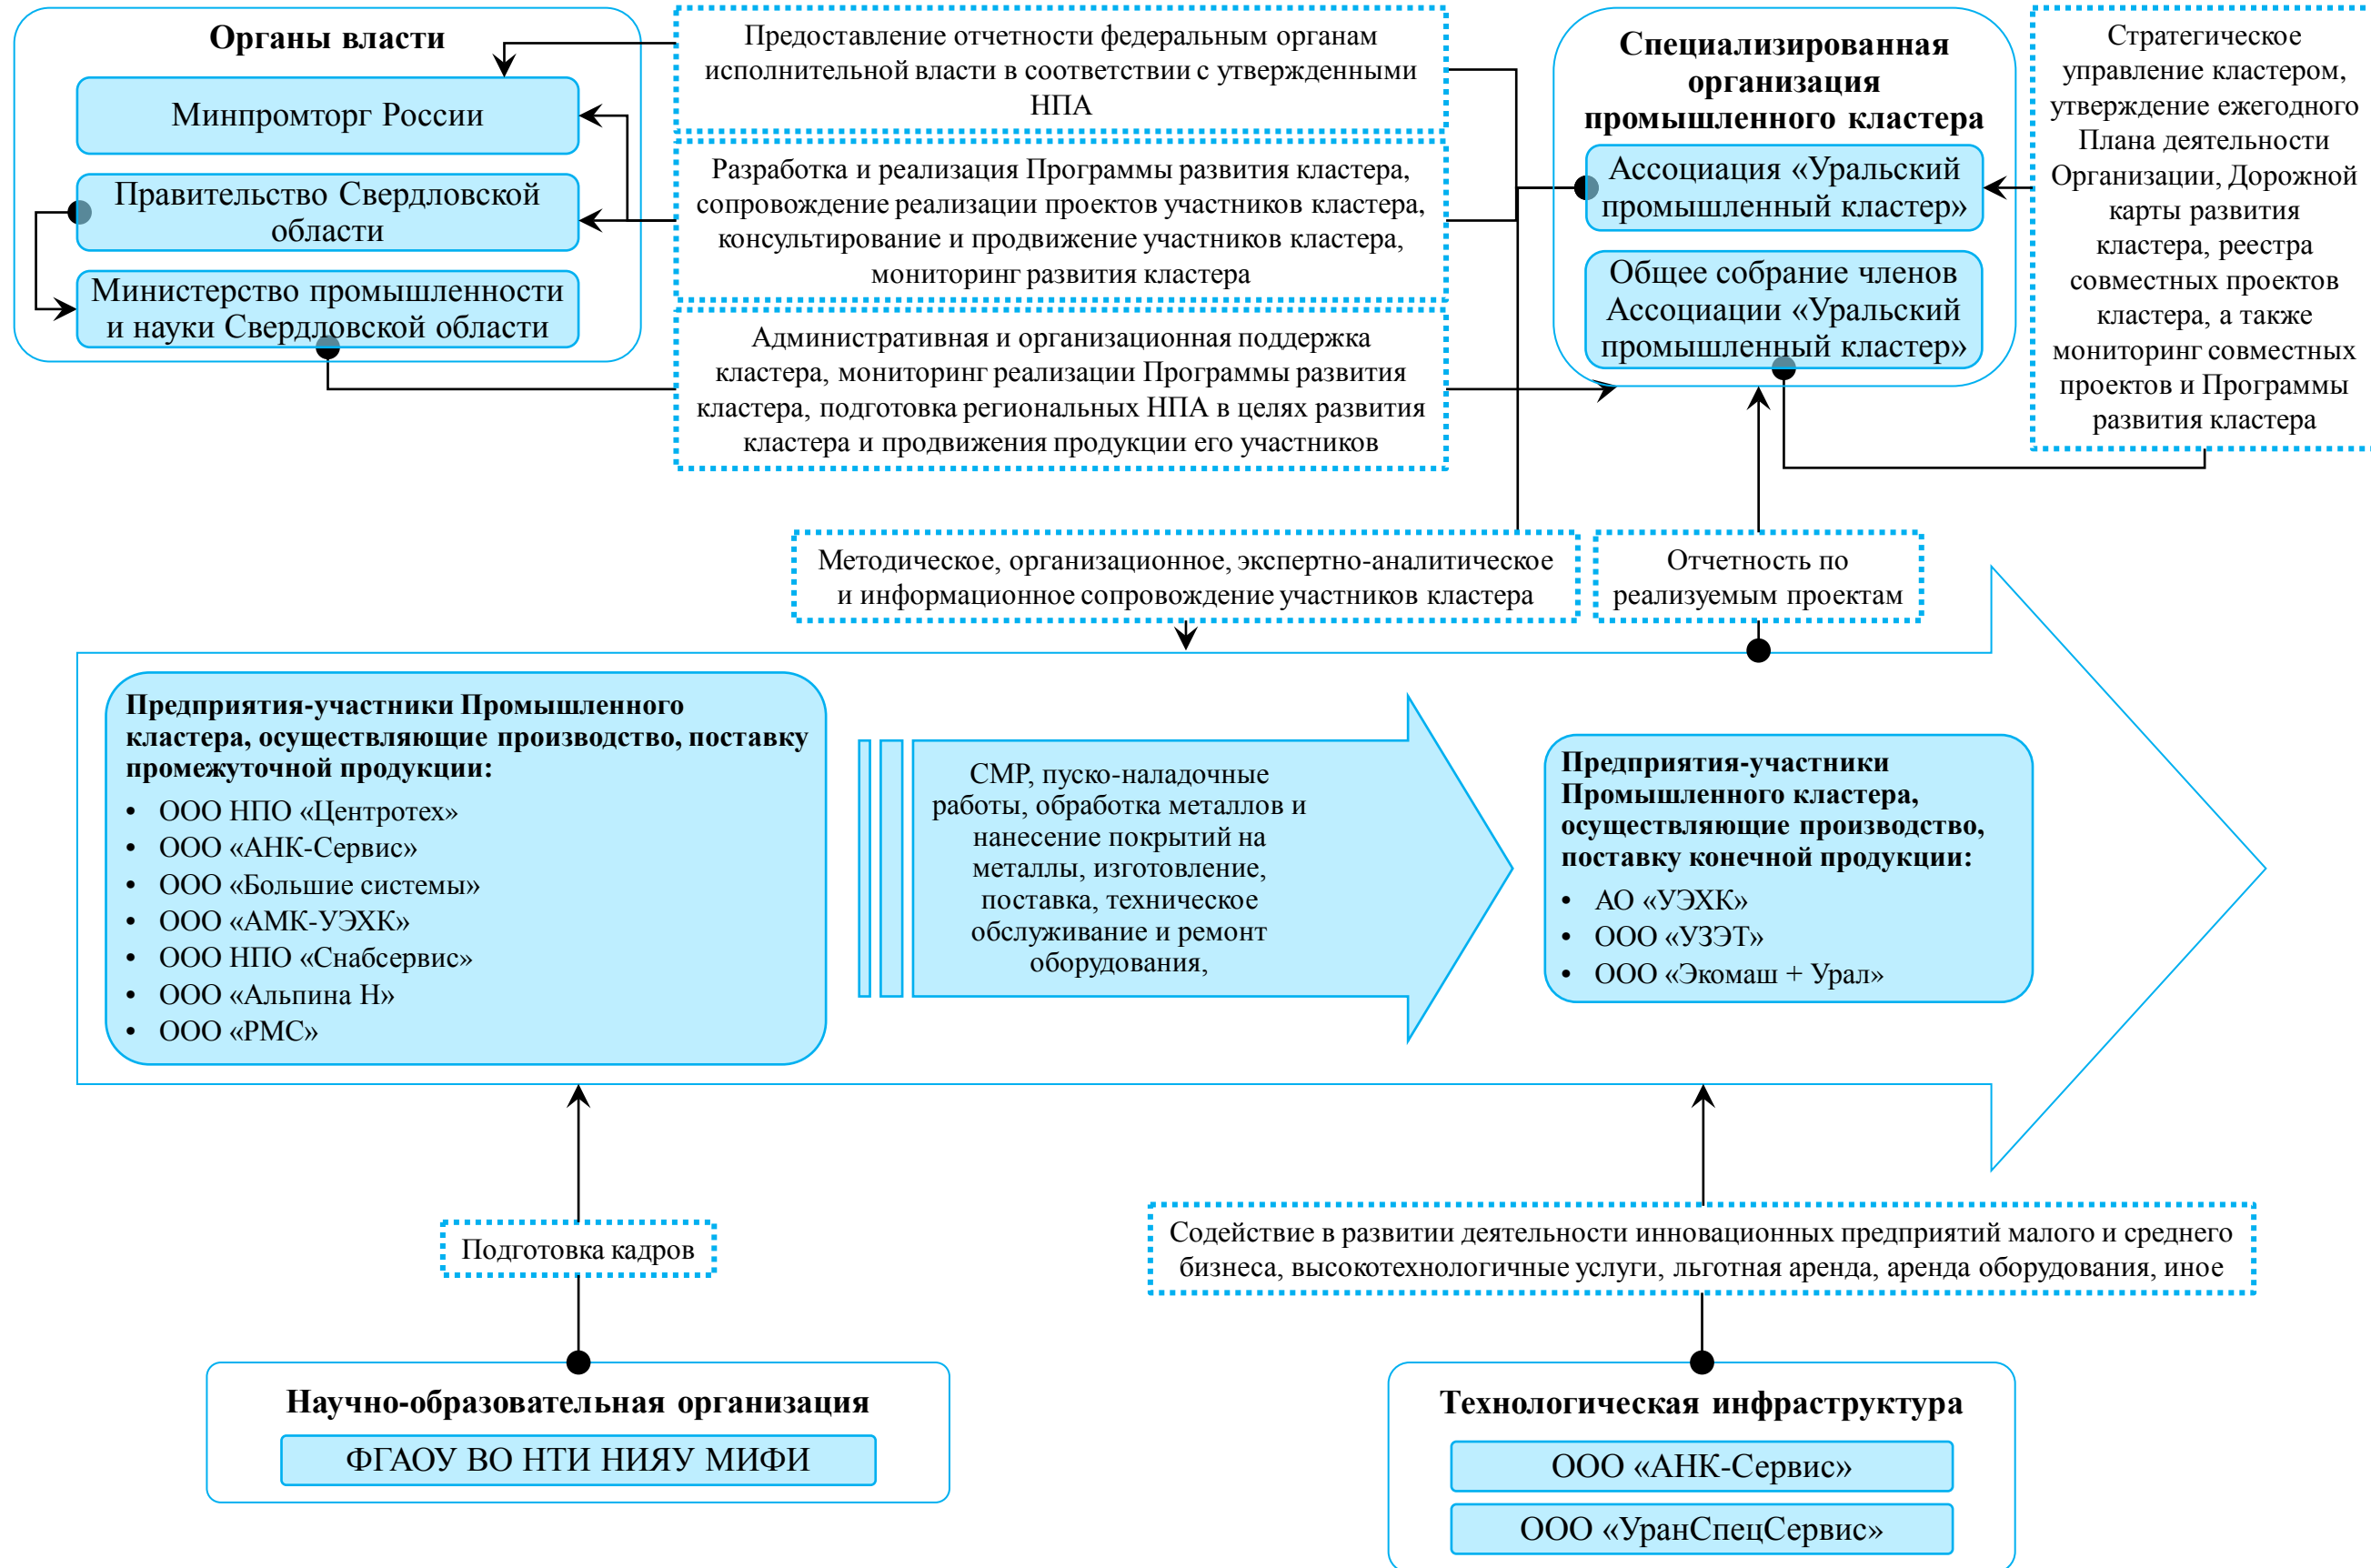 Органы власти
Минпромторг России
Правительство Свердловской
области
Министерство промышленности
и науки Свердловской области
Предоставление отчетности федеральным органам
исполнительной власти в соответствии с утвержденными
НПА
Разработка и реализация Программы развития кластера,
сопровождение реализации проектов участников кластера,
консультирование и продвижение участников кластера,
мониторинг развития кластера
Административная и организационная поддержка
кластера, мониторинг реализации Программы развития
кластера, подготовка региональных НПА в целях развития
кластера и продвижения продукции его участников
Специализированная
организация
промышленного кластера
Ассоциация «Уральский
промышленный кластер»
Общее собрание членов
Ассоциации «Уральский
промышленный кластер»
Стратегическое
управление кластером,
утверждение ежегодного
Плана деятельности
Организации, Дорожной
карты развития
кластера, реестра
совместных проектов
кластера, а также
мониторинг совместных
проектов и Программы
развития кластера
Методическое, организационное, экспертно-аналитическое
и информационное сопровождение участников кластера
Отчетность по
реализуемым проектам
Предприятия-участники Промышленного
кластера, осуществляющие производство, поставку
промежуточной продукции:
• ООО НПО «Центротех»
• ООО «АНК-Сервис»
• ООО «Большие системы»
• ООО «АМК-УЭХК»
• ООО НПО «Снабсервис»
• ООО «Альпина Н»
• ООО «РМС»
СМР, пуско-наладочные
работы, обработка металлов и
нанесение покрытий на
металлы, изготовление,
поставка, техническое
обслуживание и ремонт
оборудования,
Предприятия-участники
Промышленного кластера,
осуществляющие производство,
поставку конечной продукции:
• АО «УЭХК»
• ООО «УЗЭТ»
• ООО «Экомаш + Урал»
Подготовка кадров
Содействие в развитии деятельности инновационных предприятий малого и среднего
бизнеса, высокотехнологичные услуги, льготная аренда, аренда оборудования, иное
Научно-образовательная организация
ФГАОУ ВО НТИ НИЯУ МИФИ
Технологическая инфраструктура
ООО «АНК-Сервис»
ООО «УранСпецСервис»